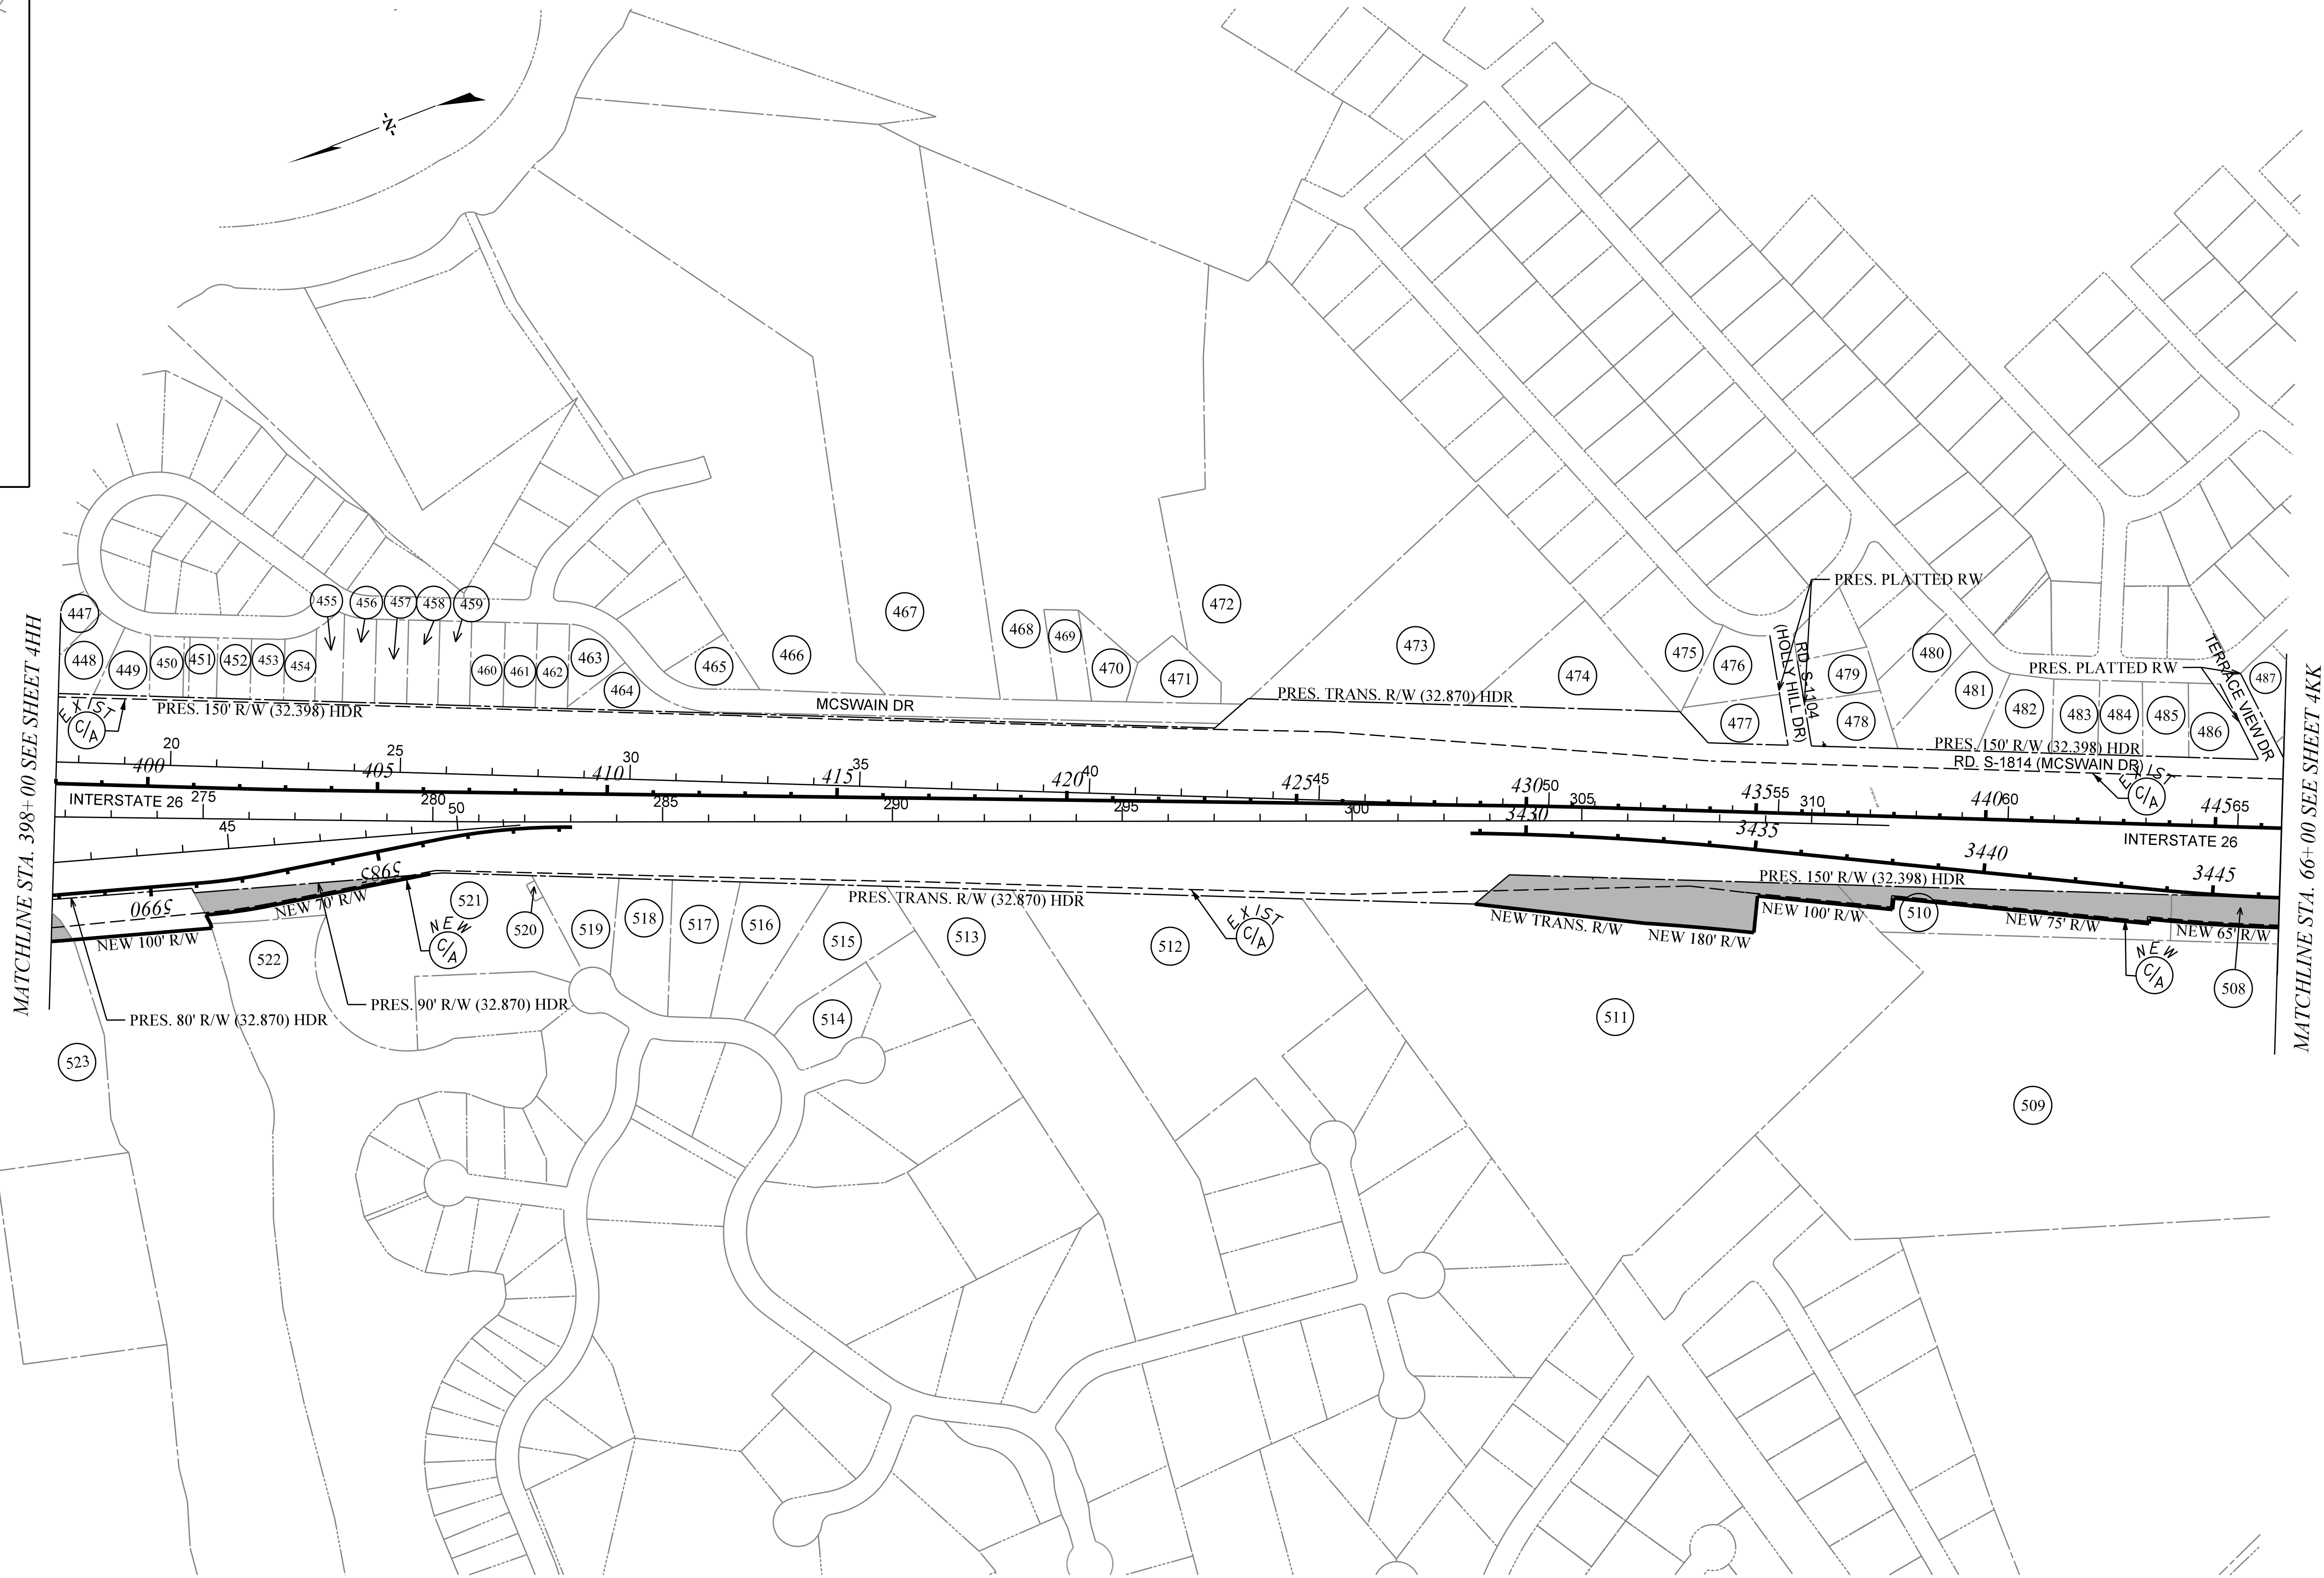 -N-
MATCHLINE STA. 398+00 SEE SHEET 4HH
MATCHLINE STA. 66+00 SEE SHEET 4KK
447
448
449
450
451
452
453
454
455
456
457
458
459
460
461
462
463
464
465
466
467
468
469
470
471
472
473
474
475
476
477
478
479
480
481
482
483
484
485
486
487
PRES. PLATTED RW
(HOLLY HILL DR)
RD. S-1104
PRES. PLATTED RW
TERRACE VIEW DR
EXIST
C/A
PRES. 150' R/W (32.398) HDR
MCSWAIN DR
PRES. TRANS. R/W (32.870) HDR
PRES. 150' R/W (32.398) HDR
RD. S-1814 (MCSWAIN DR)
EXIST
C/A
20
25
30
35
40
45
50
55
60
65
400
405
410
415
420
425
430
435
440
445
INTERSTATE 26
275
280
285
290
295
300
305
310
INTERSTATE 26
45
50
3430
3435
3440
3445
5990
5985
NEW 100' R/W
NEW 70' R/W
NEW
C/A
PRES. 80' R/W (32.870) HDR
PRES. 90' R/W (32.870) HDR
PRES. TRANS. R/W (32.870) HDR
EXIST
C/A
PRES. 150' R/W (32.398) HDR
NEW TRANS. R/W
NEW 180' R/W
NEW 100' R/W
NEW 75' R/W
NEW 65' R/W
NEW
C/A
523
522
521
520
519
518
517
516
515
514
513
512
511
510
509
508